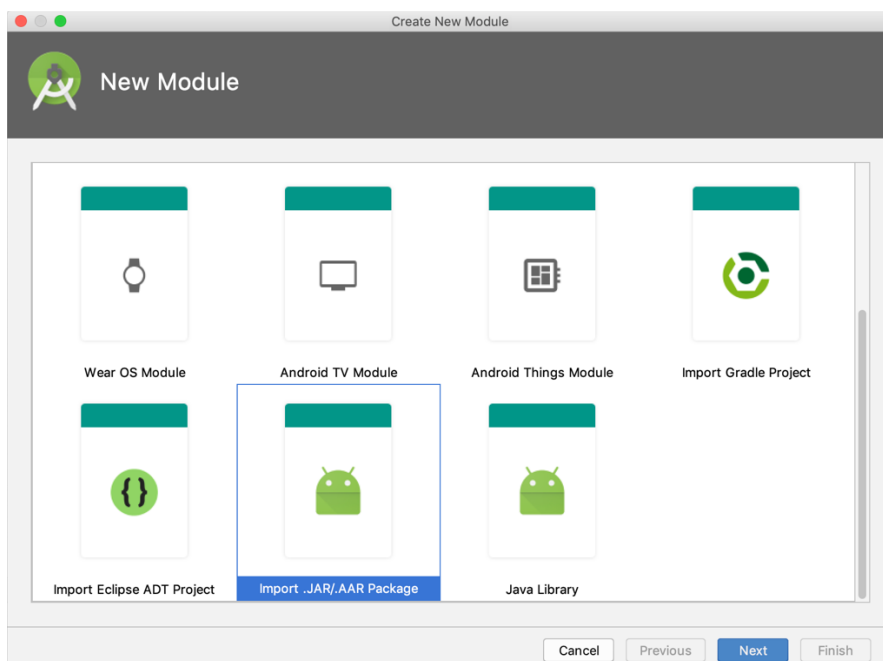 Create New Module
New Module
Wear OS Module
Android TV Module
Android Things Module
Import Gradle Project
{}
Import Eclipse ADT Project
Import .JAR/.AAR Package
Java Library
Cancel
Previous
Next
Finish